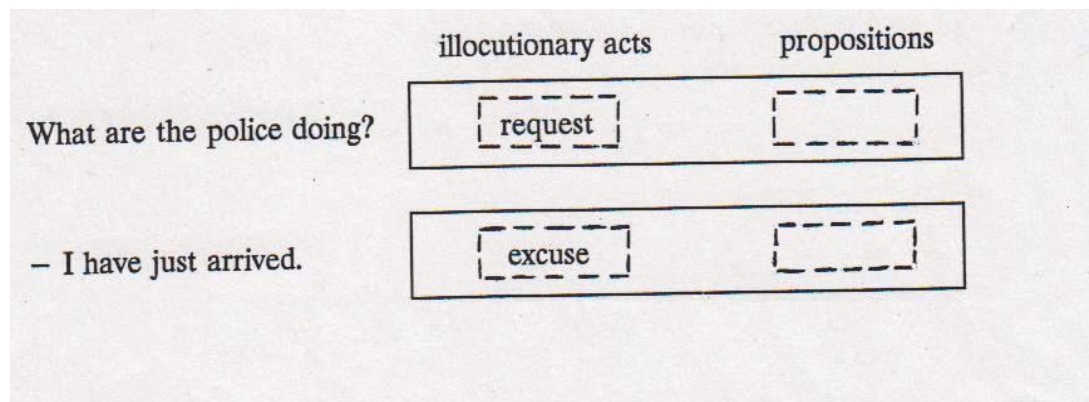 illocutionary acts propositions
What are the police doing? request
– I have just arrived. excuse